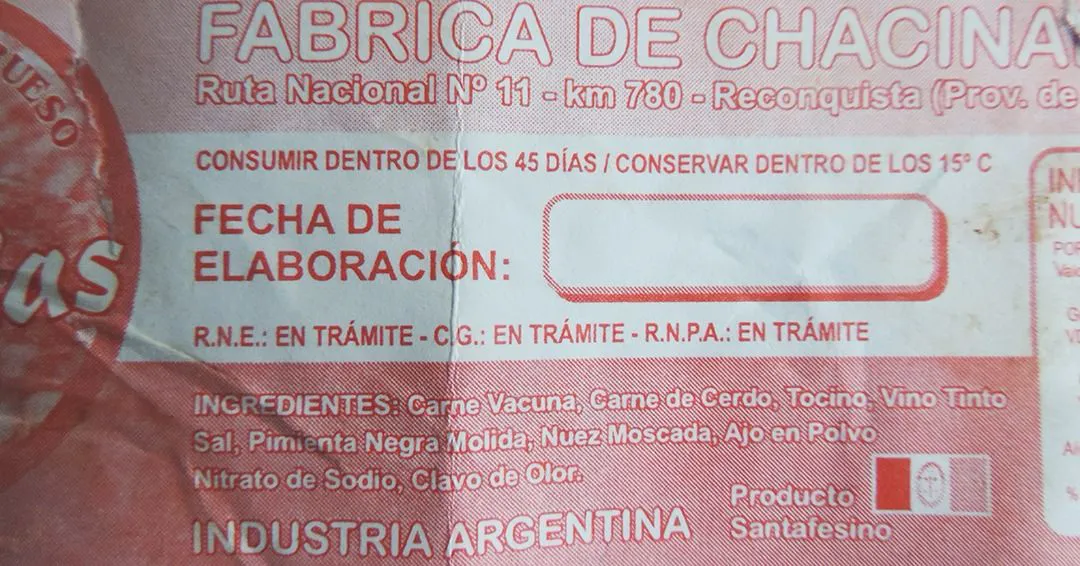 FABRICA DE CHACINA
Ruta Nacional Nº 11 - km 780 - Reconquista (Prov. de
CONSUMIR DENTRO DE LOS 45 DÍAS / CONSERVAR DENTRO DE LOS 15º C
FECHA DE
ELABORACIÓN:
R.N.E.: EN TRÁMITE - C.G.: EN TRÁMITE - R.N.P.A.: EN TRÁMITE
INGREDIENTES: Carne Vacuna, Carne de Cerdo, Tocino, Vino Tinto
Sal, Pimienta Negra Molida, Nuez Moscada, Ajo en Polvo
Nitrato de Sodio, Clavo de Olor.
Producto
Santafesino
INDUSTRIA ARGENTINA
UESO
as